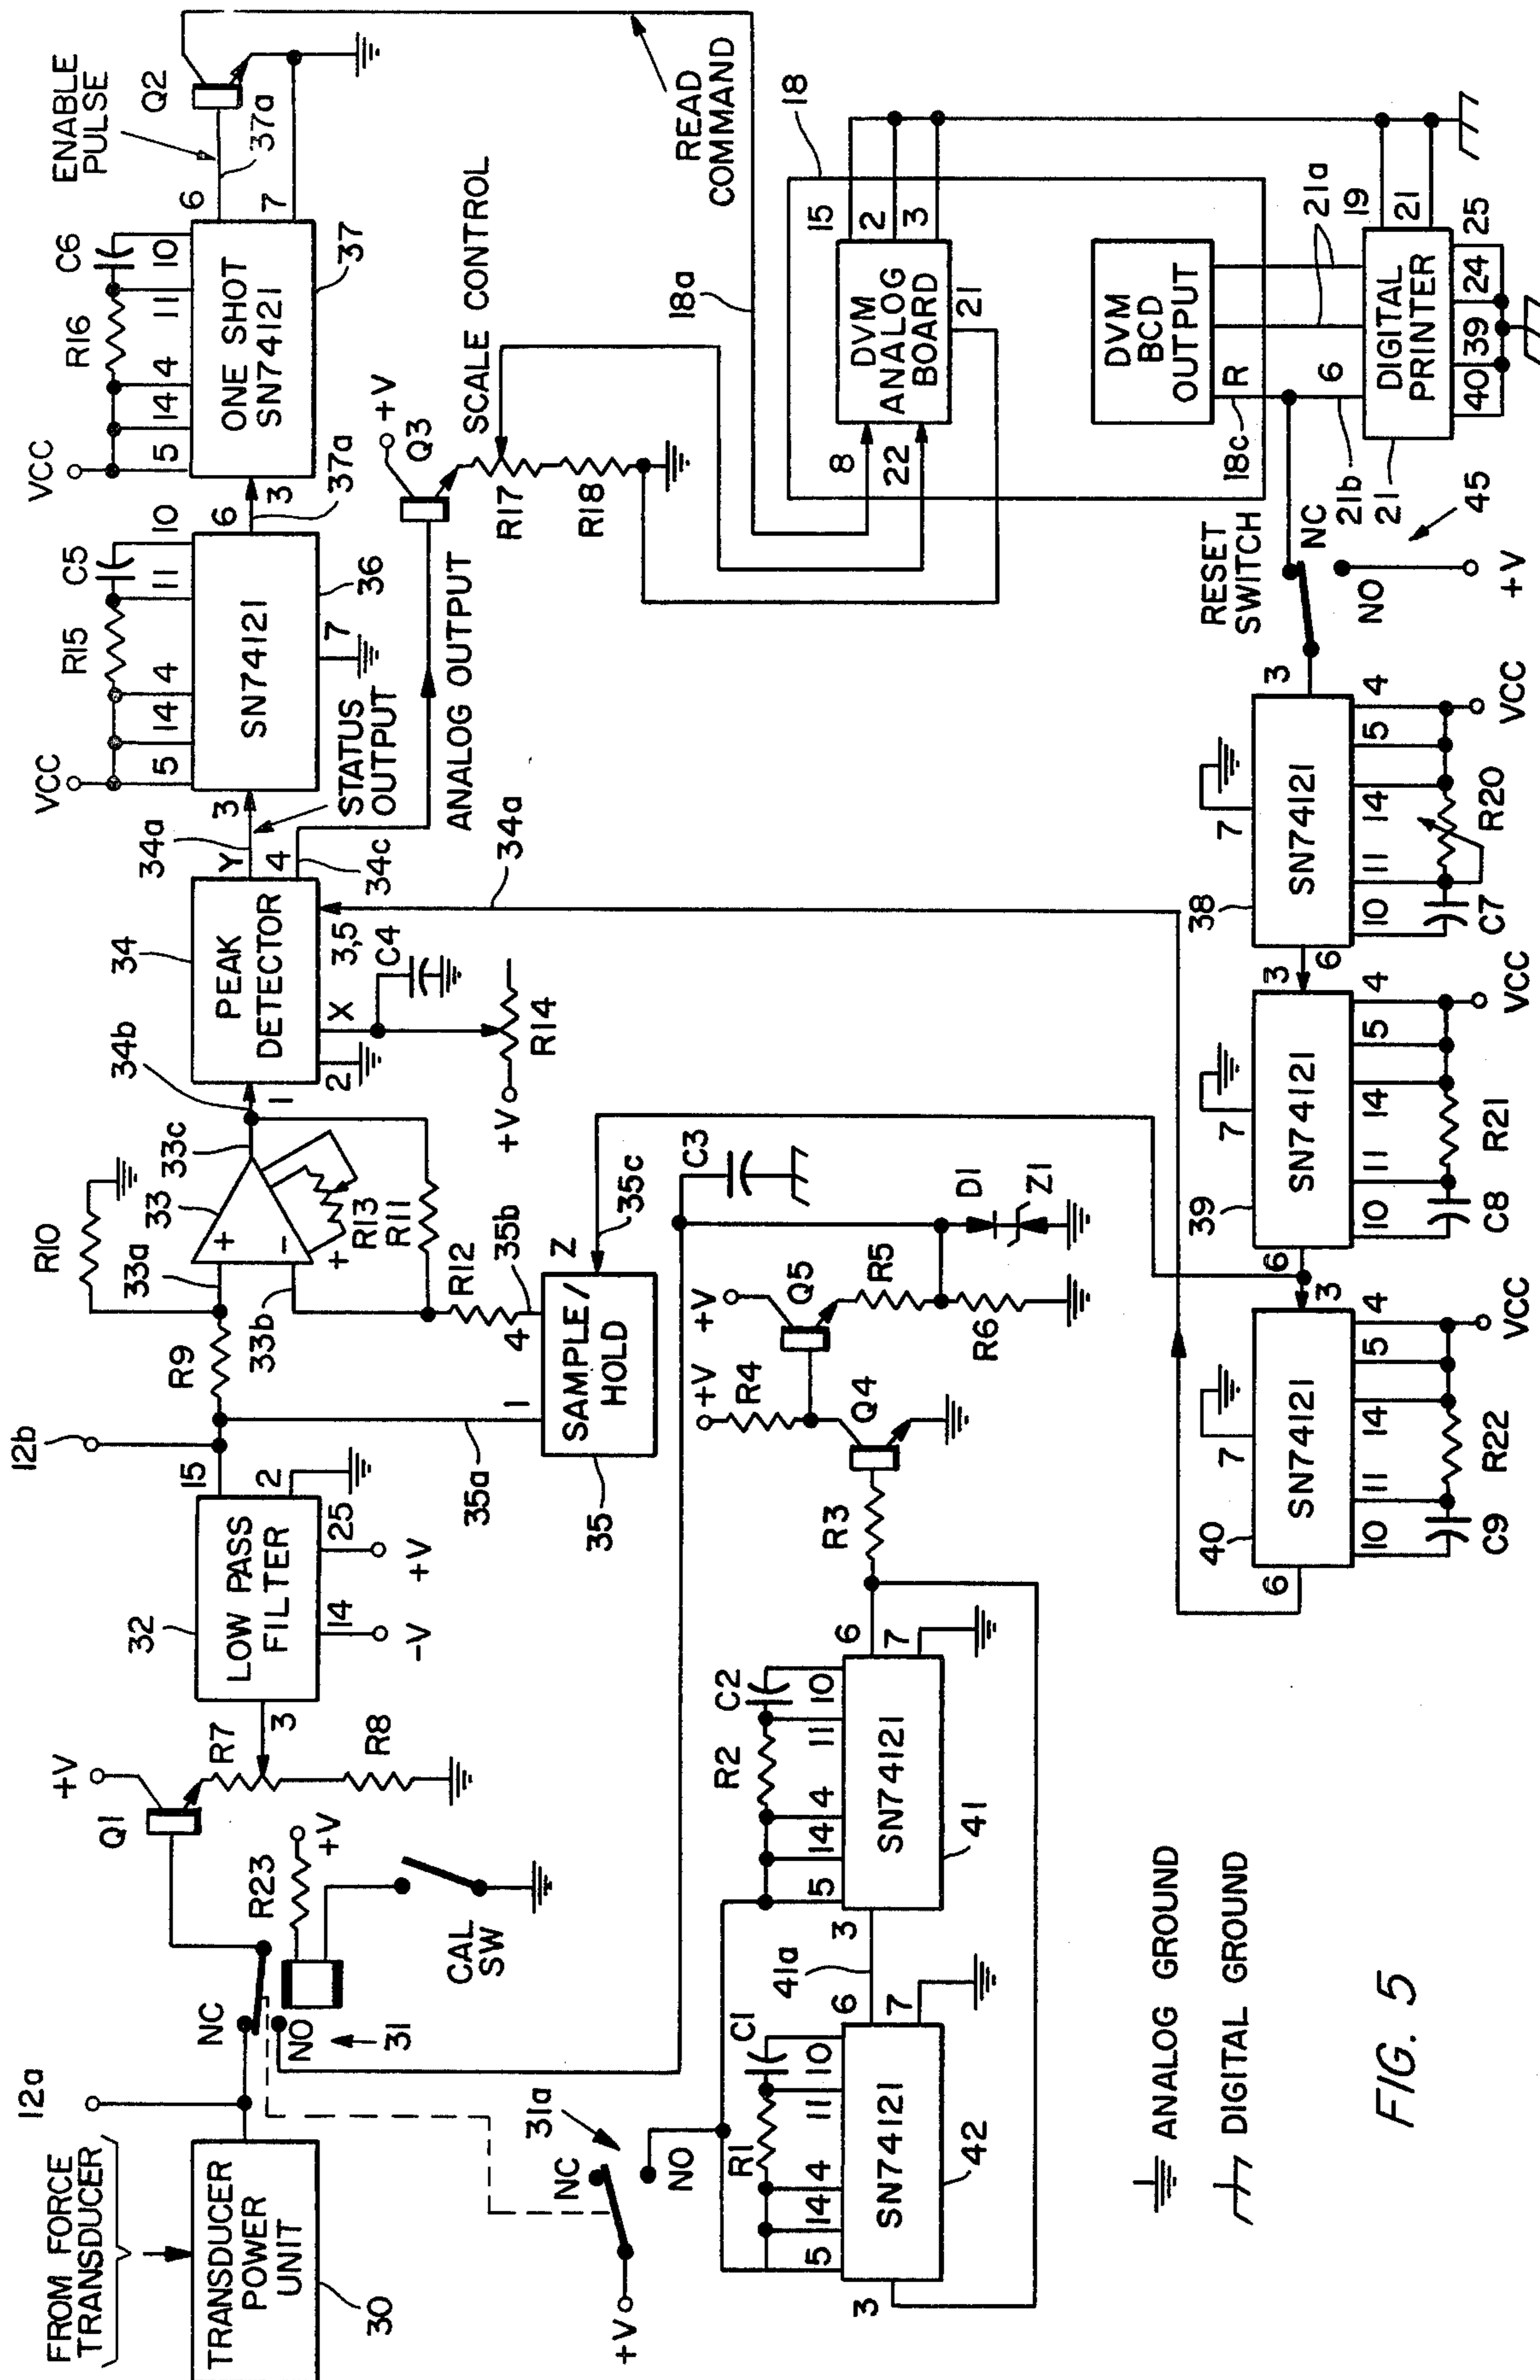 FROM FORCE
TRANSDUCER
TRANSDUCER
POWER
UNIT
30
12a
NC
NO
31
R23
+V
CAL
SW
Q1
+V
R7
R8
3
LOW PASS
FILTER
32
14
25
-V
+V
15
2
12b
R9
R10
33a
33b
33
+
-
33c
R13
+
R11
R12
35a
35b
35c
1
4
Z
SAMPLE/
HOLD
35
34b
1
PEAK
DETECTOR
34
2
X
3,5
C4
R14
+V
Y
4
34a
34c
34a
STATUS
OUTPUT
ANALOG OUTPUT
VCC
R15
C5
5
14
4
11
10
3
SN74121
6
7
36
37a
VCC
R16
C6
5
14
4
11
10
3
ONE SHOT
SN74121
6
7
37
ENABLE
PULSE
37a
Q2
READ
COMMAND
+V
Q3
SCALE CONTROL
R17
R18
18a
18
8
22
DVM
ANALOG
BOARD
15
2
3
21
DVM
BCD
OUTPUT
R
18c
21a
6
21b
19
21
DIGITAL
PRINTER
21
40
39
24
25
RESET
SWITCH
NC
NO
45
+V
31a
NC
NO
+V
R1
C1
5
14
4
11
10
3
SN74121
6
7
42
41a
R2
C2
5
14
4
11
10
3
SN74121
6
7
41
R3
+V
R4
Q4
+V
Q5
R5
R6
D1
Z1
C3
40
7
6
3
SN74121
10
11
14
5
4
C9
R22
VCC
39
7
6
3
SN74121
10
11
14
5
4
C8
R21
VCC
38
7
6
3
SN74121
10
11
14
5
4
C7
R20
VCC
ANALOG GROUND
DIGITAL GROUND
FIG. 5